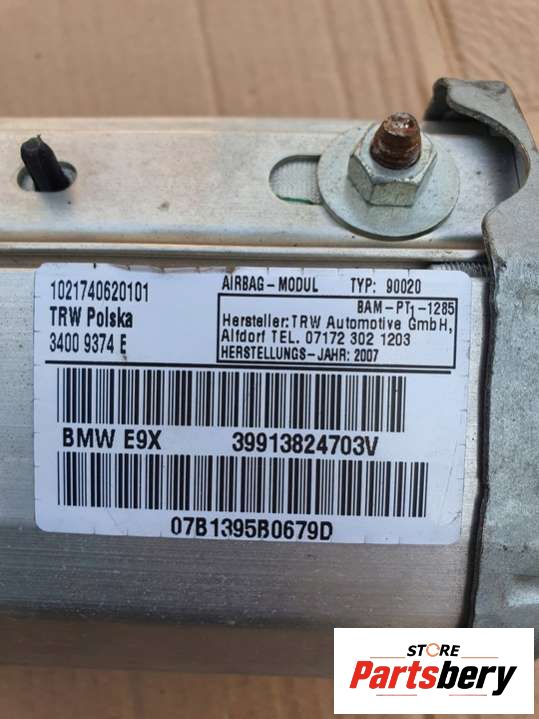 1021740620101
TRW Polska
3400 9374 E
AIRBAG-MODUL TYP: 90020
BAM-PT1-1285
Hersteller:TRW Automotive GmbH,
Alfdorf TEL. 07172 302 1203
HERSTELLUNGS-JAHR: 2007
BMW E9X 39913824703V
07B1395B0679D
STORE
Partsbery